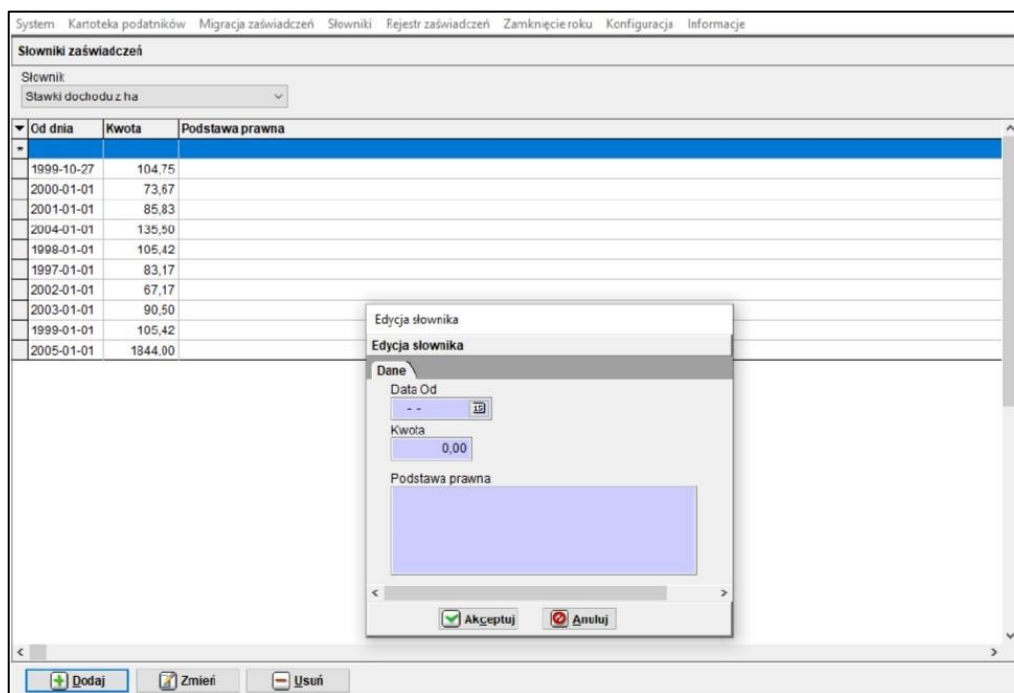 System Kartoteka podatników Migracja zaświadczeń Słowniki Rejestr zaświadczeń Zamknięcie roku Konfiguracja Informacje
Słowniki zaświadczeń
Słownik
Stawki dochodu z ha
Od dnia Kwota Podstawa prawna
1999-10-27 104,75
2000-01-01 73,67
2001-01-01 85,83
2004-01-01 135,50
1998-01-01 105,42
1997-01-01 83,17
2002-01-01 67,17
2003-01-01 90,50
1999-01-01 105,42
2005-01-01 1844,00
Edycja słownika
Edycja słownika
Dane
Data Od
- - 15
Kwota
0,00
Podstawa prawna
Akceptuj Anuluj
Dodaj Zmień Usuń